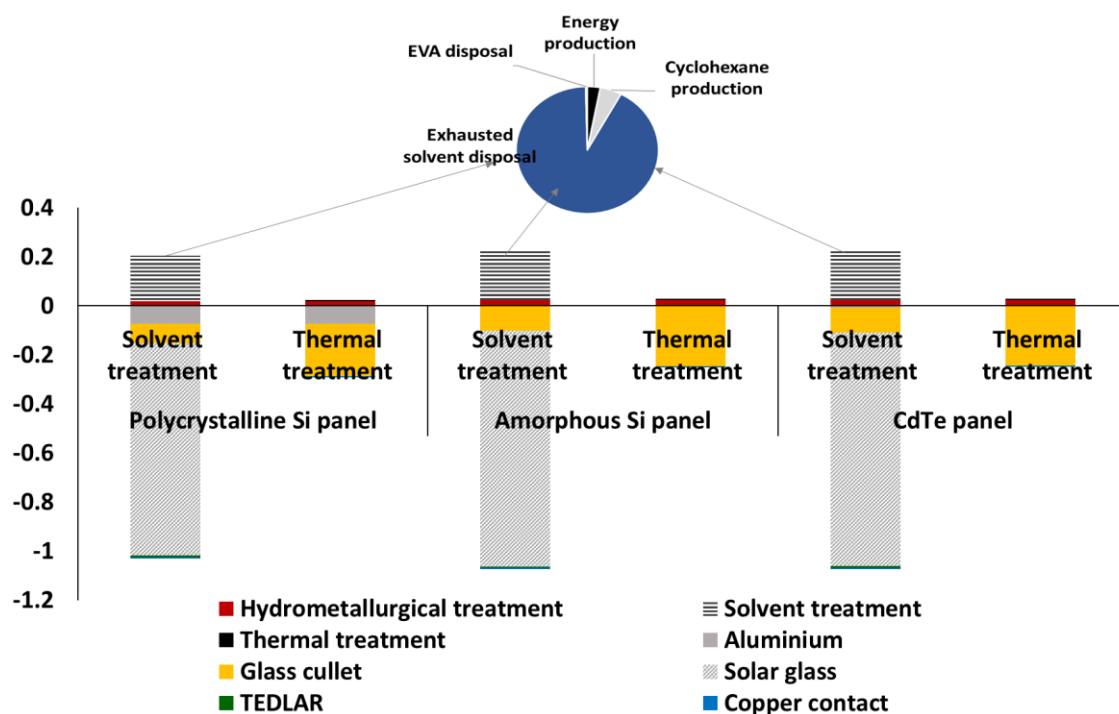 Energy
production
EVA disposal
Cyclohexane
production
Exhausted
solvent disposal
0.4
0.2
0
-0.2
-0.4
-0.6
-0.8
-1
-1.2
Solvent
treatment
Thermal
treatment
Solvent
treatment
Thermal
treatment
Solvent
treatment
Thermal
treatment
Polycrystalline Si panel
Amorphous Si panel
CdTe panel
Hydrometallurgical treatment
Solvent treatment
Thermal treatment
Aluminium
Glass cullet
Solar glass
TEDLAR
Copper contact